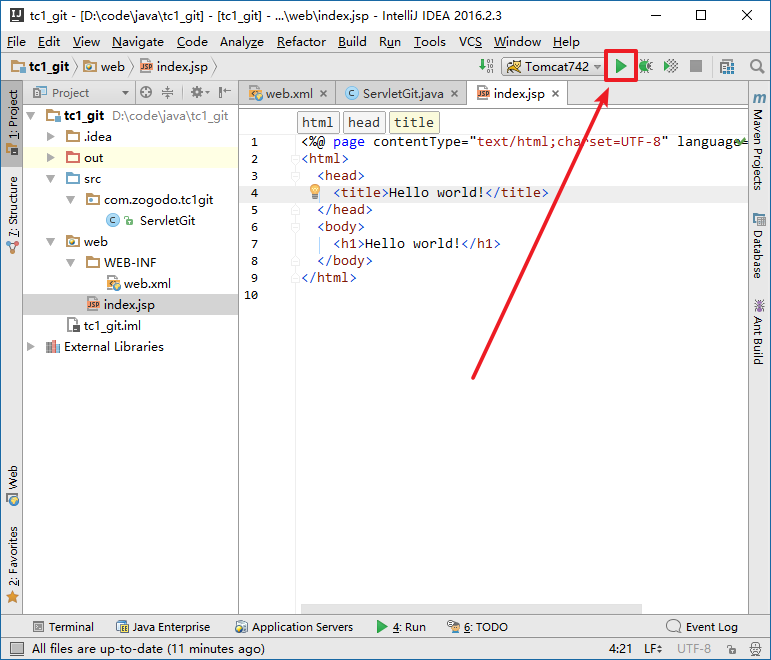 tc1_git - [D:\code\java\tc1_git] - [tc1_git] - ...\web\index.jsp - IntelliJ IDEA 2016.2.3
File Edit View Navigate Code Analyze Refactor Build Run Tools VCS Window Help
tc1_git web index.jsp Tomcat742
1: Project
7: Structure
Web
2: Favorites
Project
tc1_git D:\code\java\tc1_git
.idea
out
src
com.zogodo.tc1git
ServletGit
web
WEB-INF
web.xml
index.jsp
tc1_git.iml
External Libraries
web.xml ServletGit.java index.jsp
html head title
1 <%@ page contentType="text/html;charset=UTF-8" language=
2 <html>
3 <head>
4 <title>Hello world!</title>
5 </head>
6 <body>
7 <h1>Hello world!</h1>
8 </body>
9 </html>
10
Maven Projects
Database
Ant Build
Terminal Java Enterprise Application Servers 4: Run 6: TODO Event Log
All files are up-to-date (11 minutes ago) 4:21 LF UTF-8